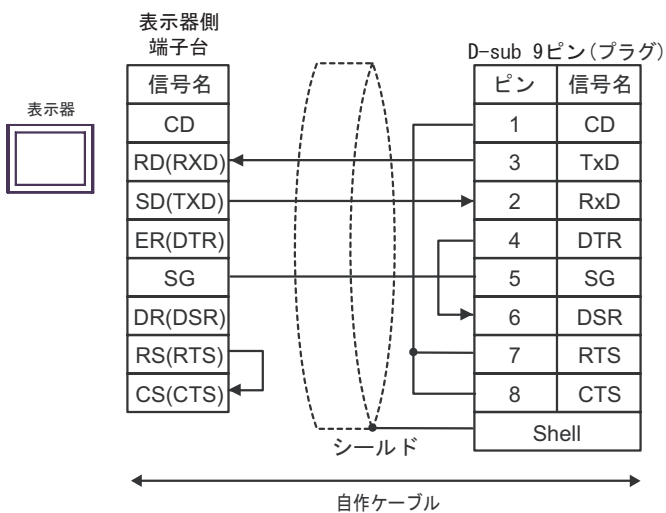 表示器側
端子台
D-sub 9ピン(プラグ)
信号名
ピン 信号名
表示器
CD
1 CD
RD(RXD)
3 TxD
SD(TXD)
2 RxD
ER(DTR)
4 DTR
SG
5 SG
DR(DSR)
6 DSR
RS(RTS)
7 RTS
CS(CTS)
8 CTS
Shell
シールド
自作ケーブル